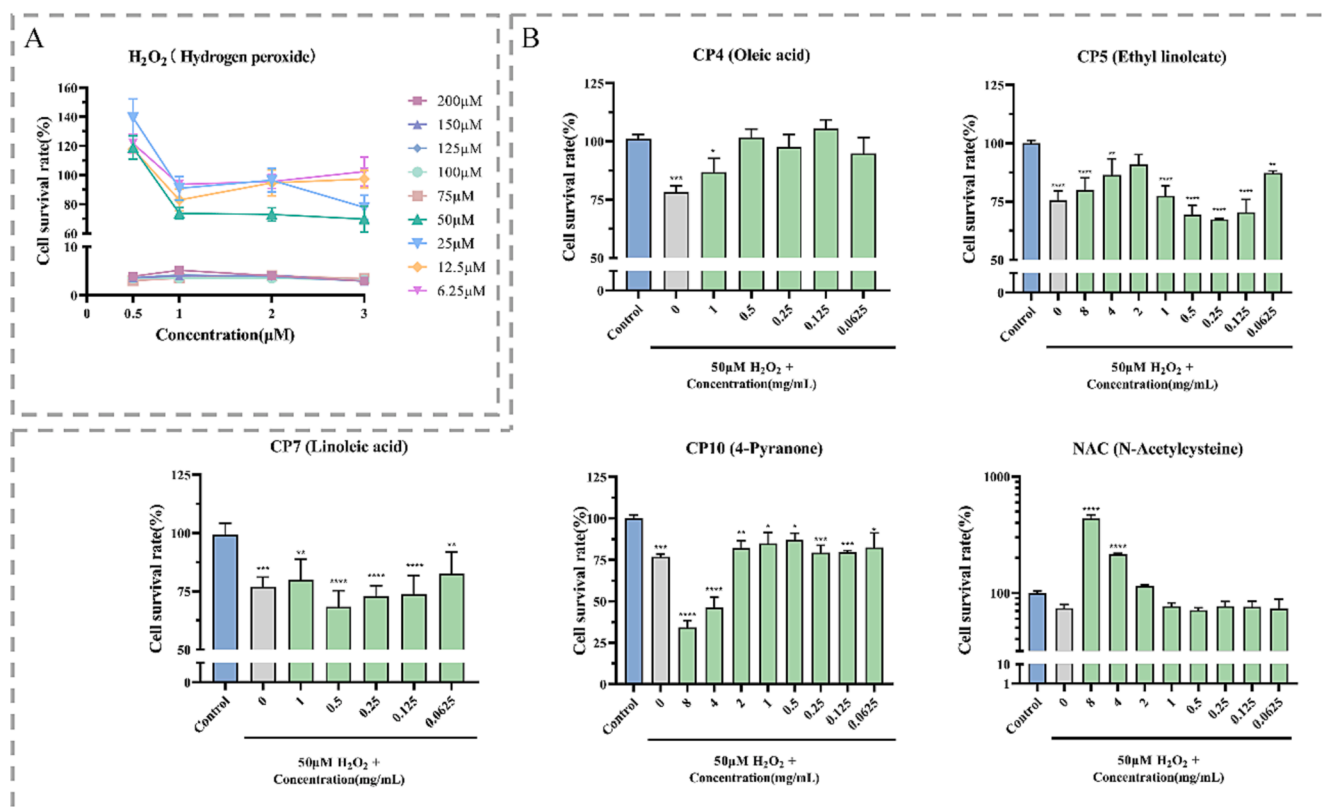 A
H₂O₂ ( Hydrogen peroxide)
Cell survival rate(%)
160
140
120
100
80
60
10
0
0
0.5
1
2
3
Concentration(µM)
200µM
150µM
125µM
100µM
75µM
50µM
25µM
12.5µM
6.25µM
B
CP4 (Oleic acid)
Cell survival rate(%)
125
100
75
50
0
***
*
Control
0
1
0.5
0.25
0.125
0.0625
50µM H₂O₂ +
Concentration(mg/mL)
CP5 (Ethyl linoleate)
Cell survival rate(%)
125
100
75
50
0
****
****
**
****
****
****
****
**
Control
0
8
4
2
1
0.5
0.25
0.125
0.0625
50µM H₂O₂ +
Concentration(mg/mL)
CP7 (Linoleic acid)
Cell survival rate(%)
125
100
75
50
0
***
**
****
****
****
**
Control
0
1
0.5
0.25
0.125
0.0625
50µM H₂O₂ +
Concentration(mg/mL)
CP10 (4-Pyranone)
Cell survival rate(%)
125
100
75
50
25
0
***
****
****
**
*
*
***
***
*
Control
0
8
4
2
1
0.5
0.25
0.125
0.0625
50µM H₂O₂ +
Concentration(mg/mL)
NAC (N-Acetylcysteine)
Cell survival rate(%)
1000
100
10
1
****
****
Control
0
8
4
2
1
0.5
0.25
0.125
0.0625
50µM H₂O₂ +
Concentration(mg/mL)